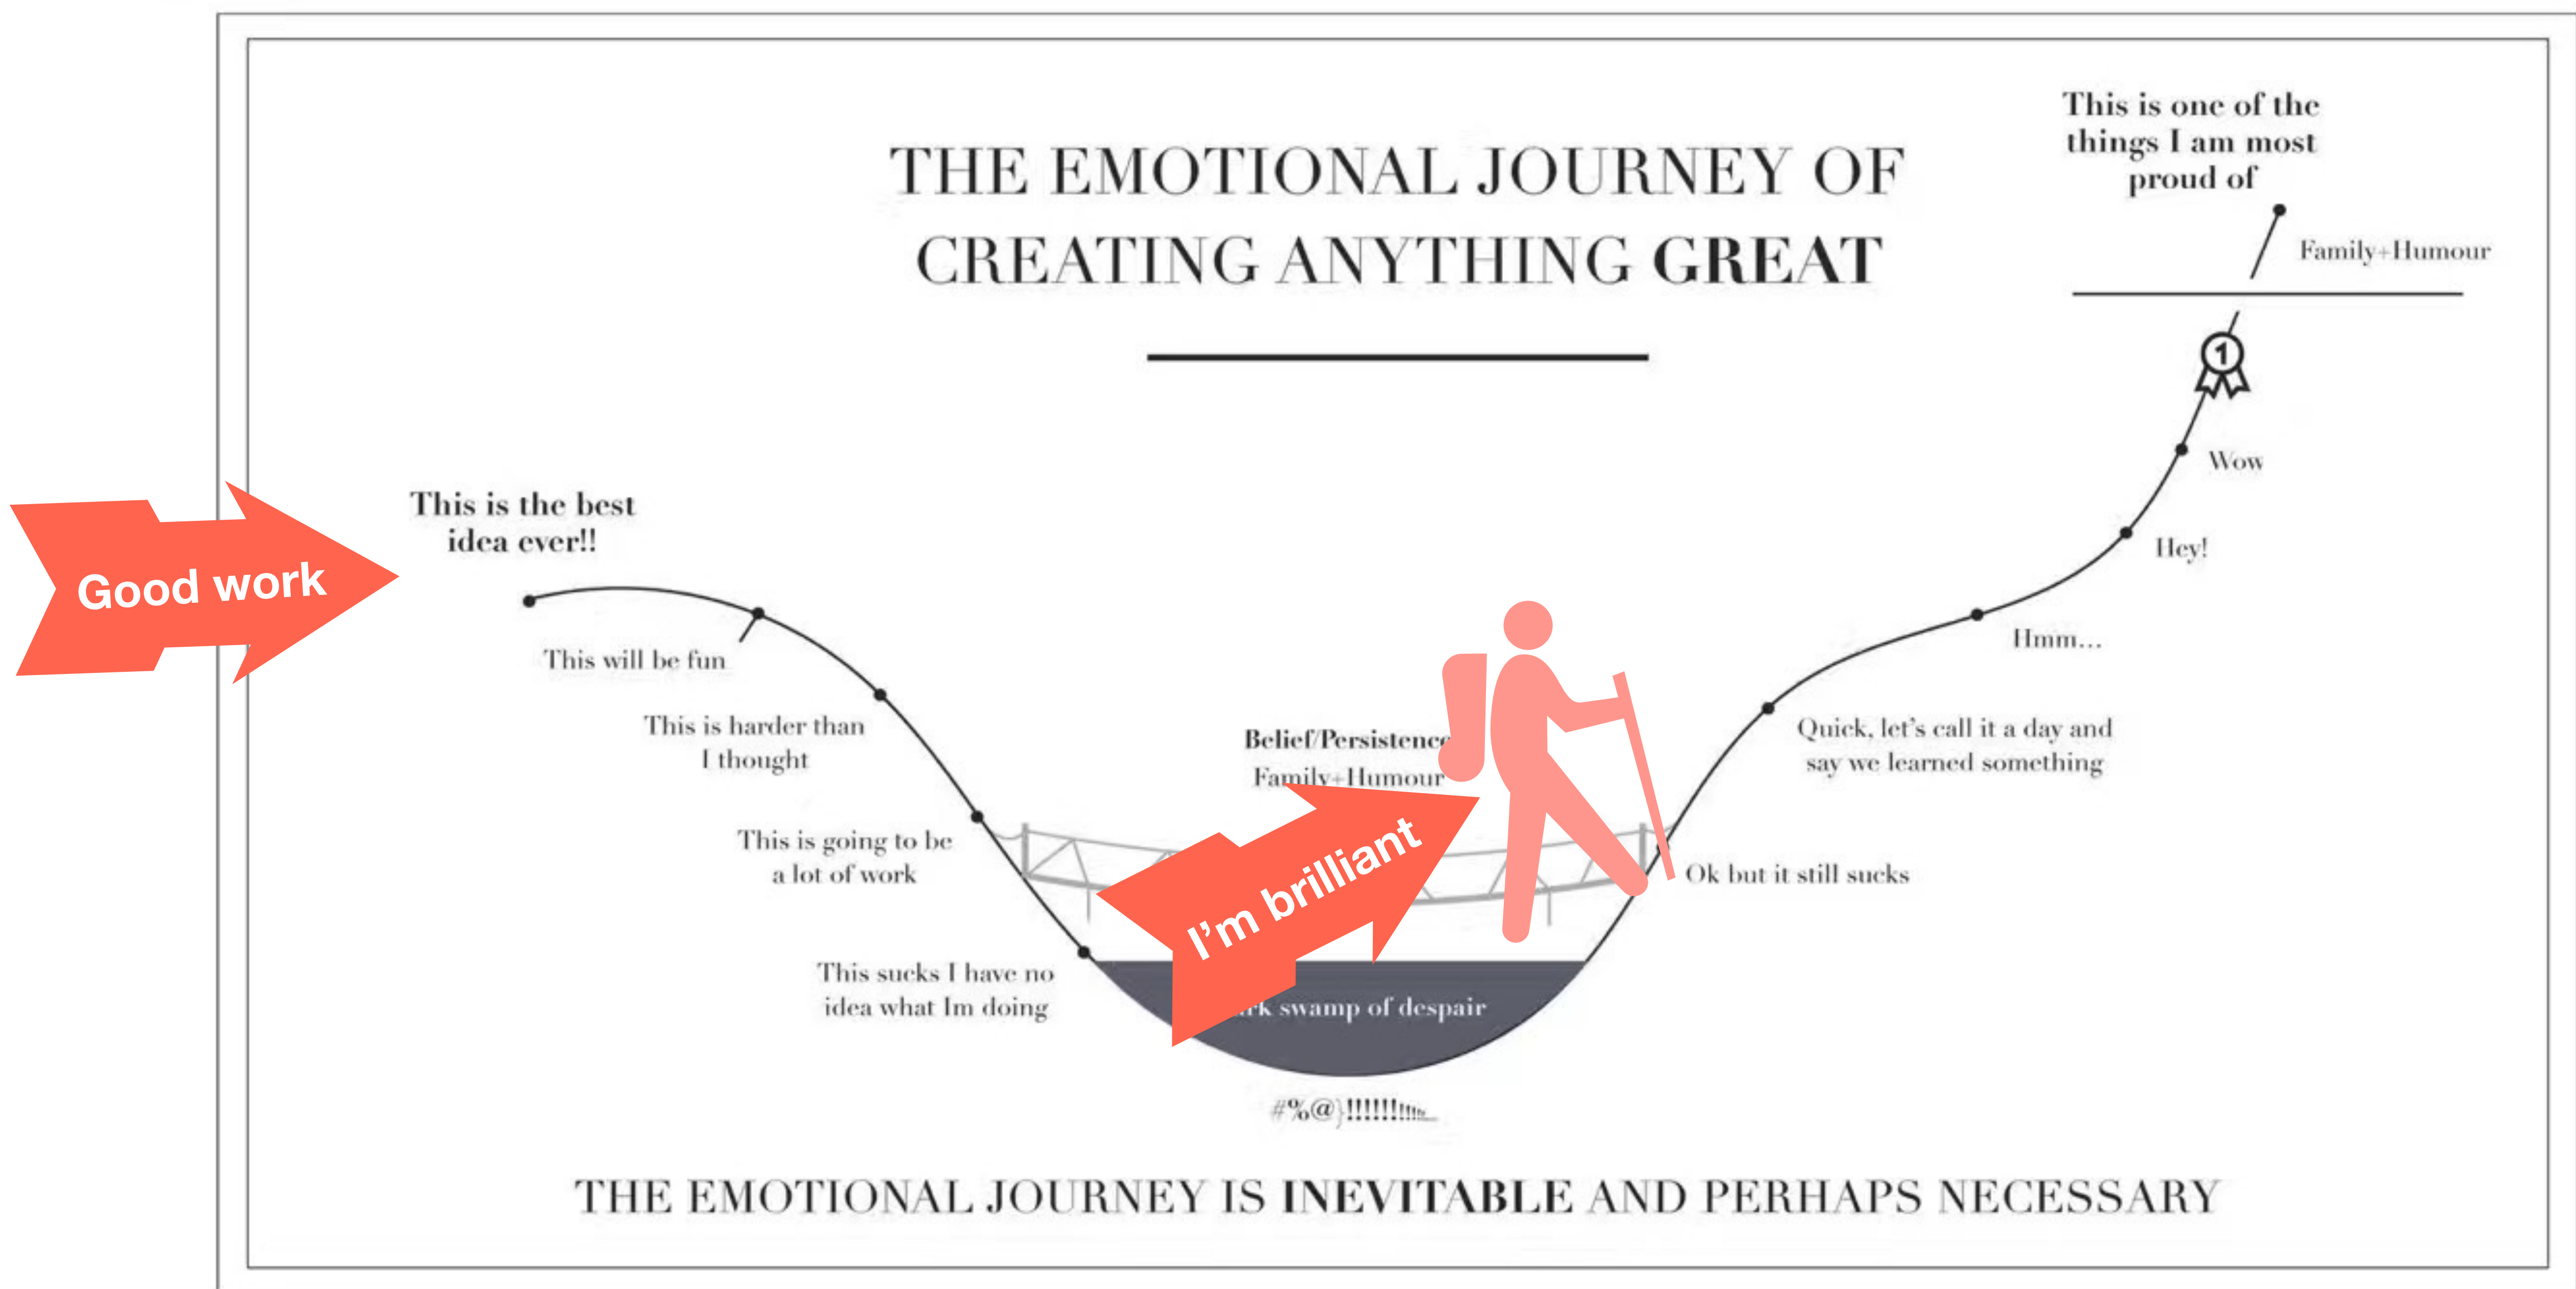 THE EMOTIONAL JOURNEY OF
CREATING ANYTHING GREAT
This is one of the
things I am most
proud of
Family+Humour
1
Wow
Hey!
Hmm...
Quick, let's call it a day and
say we learned something
Ok but it still sucks
Good work
This is the best
idea ever!!
This will be fun
This is harder than
I thought
This is going to be
a lot of work
This sucks I have no
idea what Im doing
Belief/Persistence
Family+Humour
I'm brilliant
swamp of despair
#%@}!!!!!!!!!!!
THE EMOTIONAL JOURNEY IS INEVITABLE AND PERHAPS NECESSARY